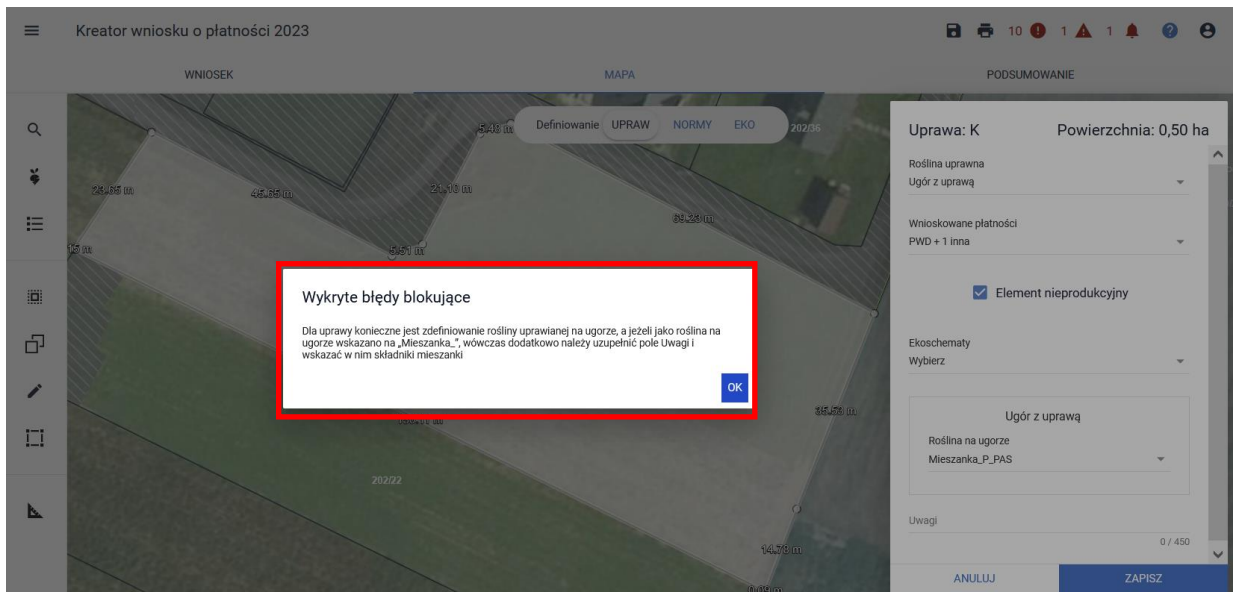 Kreator wniosku o płatności 2023
10
1
1
WNIOSEK
MAPA
PODSUMOWANIE
Definiowanie UPRAW NORMY EKO
202/36
5.48 m
45.65 m
21.10 m
69.23 m
5.51 m
35.53 m
202/22
14.73 m
0.09 m
Wykryte błędy blokujące
Dla uprawy konieczne jest zdefiniowanie rośliny uprawianej na ugorze, a jeżeli jako roślina na
ugorze wskazano na „Mieszanka_", wówczas dodatkowo należy uzupełnić pole Uwagi i
wskazać w nim składniki mieszanki
OK
Uprawa: K
Powierzchnia: 0,50 ha
Roślina uprawna
Ugór z uprawą
Wnioskowane płatności
PWD + 1 inna
Element nieprodukcyjny
Ekoschematy
Wybierz
Ugór z uprawą
Roślina na ugorze
Mieszanka_P_PAS
Uwagi
0 / 450
ANULUJ
ZAPISZ